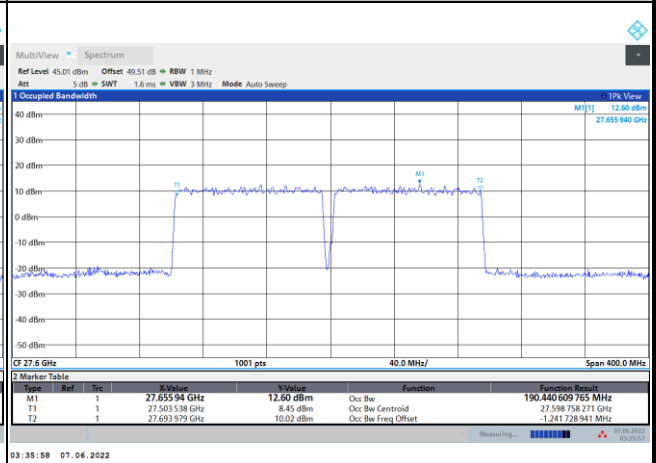 MultiView Spectrum
Ref Level 45.01 dBm Offset 49.51 dB RBW 1 MHz
Att 5 dB SWT 1.6 ms VBW 3 MHz Mode Auto Sweep
1 Occupied Bandwidth 1Pk View
M1[1] 12.60 dBm
27.655 940 GHz
40 dBm
30 dBm
20 dBm
M1
T1 T2
10 dBm
0 dBm
-10 dBm
-20 dBm
-30 dBm
-40 dBm
-50 dBm
CF 27.6 GHz 1001 pts 40.0 MHz/ Span 400.0 MHz
2 Marker Table
Type Ref Trc X-Value Y-Value Function Function Result
M1 1 27.655 94 GHz 12.60 dBm Occ Bw 190.440 609 765 MHz
T1 1 27.503 538 GHz 8.45 dBm Occ Bw Centroid 27.598 758 271 GHz
T2 1 27.693 979 GHz 10.02 dBm Occ Bw Freq Offset -1.241 728 941 MHz
Measuring... 07.06.2022
03:35:57
03:35:58 07.06.2022